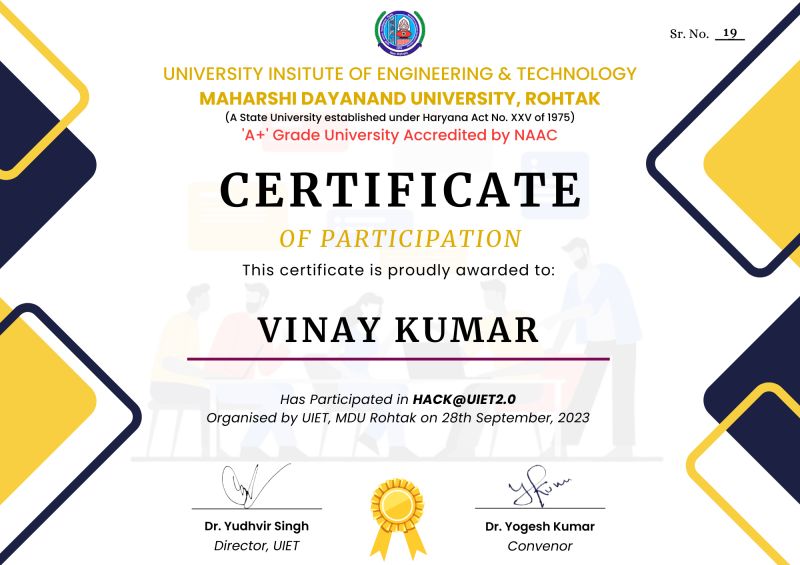 Sr. No. 19
UNIVERSITY INSITUTE OF ENGINEERING & TECHNOLOGY
MAHARSHI DAYANAND UNIVERSITY, ROHTAK
(A State University established under Haryana Act No. XXV of 1975)
'A+' Grade University Accredited by NAAC
CERTIFICATE
OF PARTICIPATION
This certificate is proudly awarded to:
VINAY KUMAR
Has Participated in HACK@UIET2.0
Organised by UIET, MDU Rohtak on 28th September, 2023
Dr. Yudhvir Singh
Director, UIET
Dr. Yogesh Kumar
Convenor